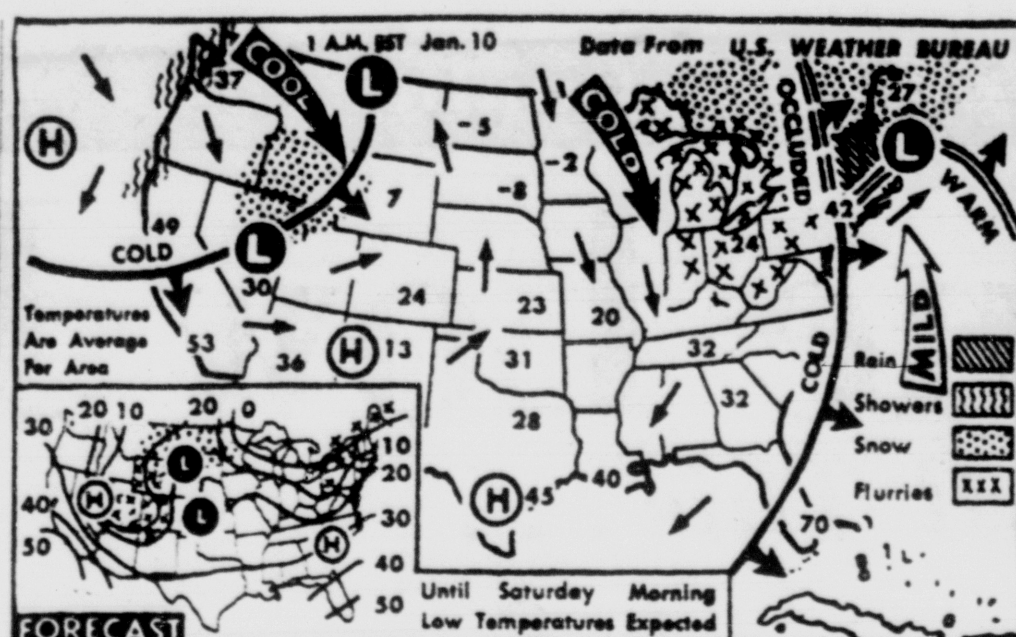 1 A.M. EST Jan. 10
Data From U.S. WEATHER BUREAU
COOL
L
37
27
COLD
OCCLUDED
H
-5
-2
L
WARM
7
-8
42
49
24
COLD
L
30
24
23
20
MILD
Temperatures
Are Average
For Area
53
36
H 13
31
32
COLD
Rain
Showers
Snow
Flurries
xxx
28
32
H 45
40
70
20 10 20 0
30
10
20
L
H
40
L
30
50
H
40
50
Until Saturday Morning
Low Temperatures Expected
FORECAST